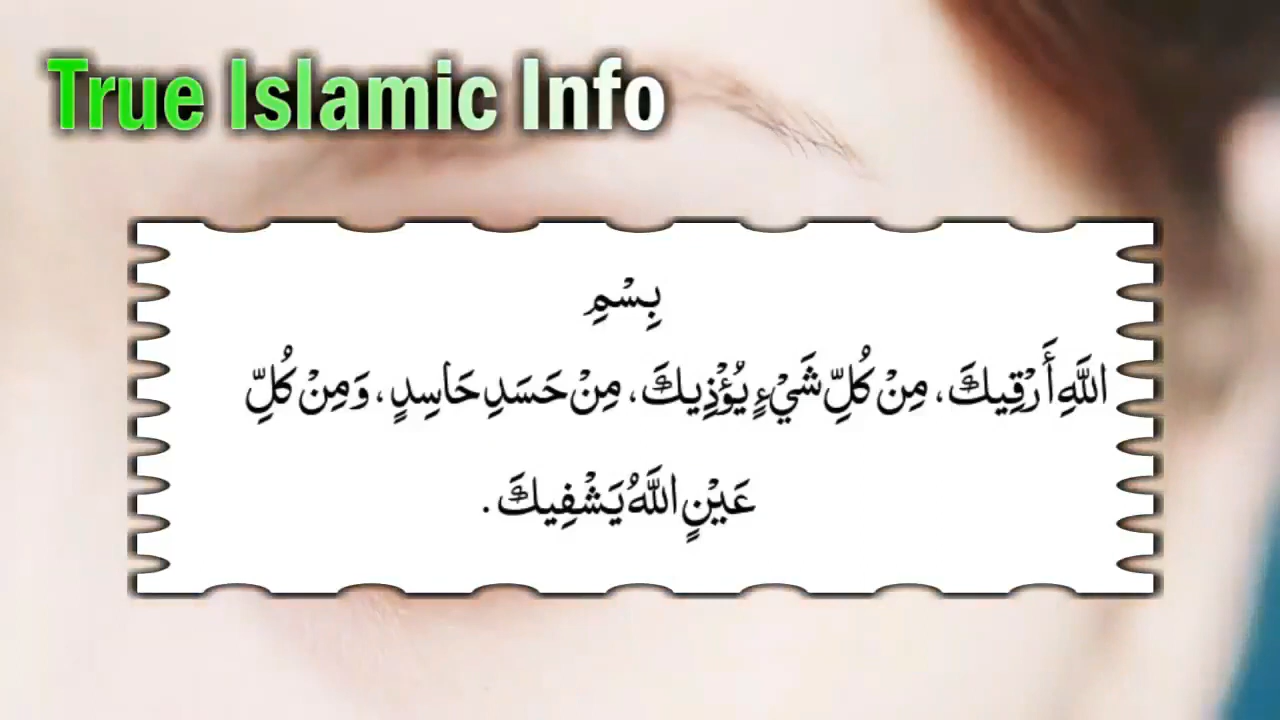 True Islamic Info
بِسْمِ
اللَّهِ أَرْقِيكَ، مِنْ كُلِّ شَيْءٍ يُؤْذِيكَ، مِنْ حَسَدِ حَاسِدٍ، وَمِنْ كُلِّ
عَيْنٍ اللَّهُ يَشْفِيكَ.